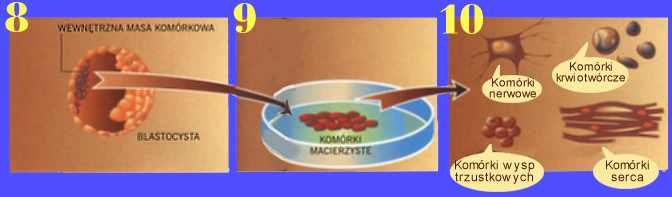 8
WEWNĘTRZNA MASA KOMÓRKOWA
BLASTOCYSTA
9
KOMÓRKI
MACIERZYSTE
10
Komórki
nerwowe
Komórki
krwiotwórcze
Komórki wysp
trzustkowych
Komórki
serca